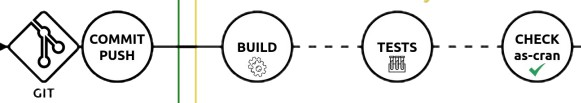 GIT
COMMIT
PUSH
BUILD
TESTS
CHECK
as-cran